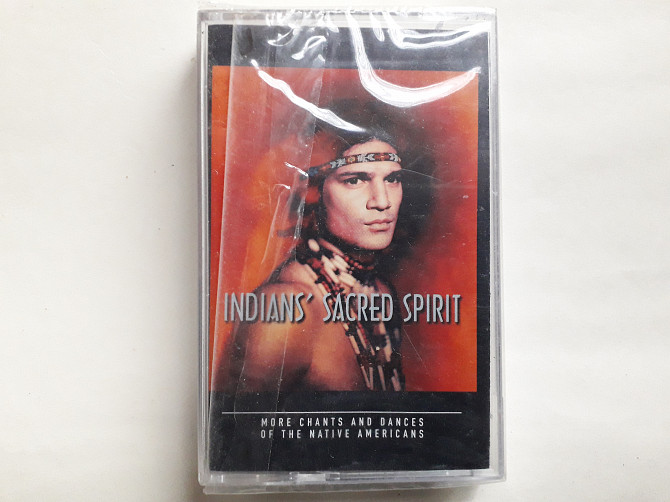 INDIANS' SACRED SPIRIT
MORE CHANTS AND DANCES
OF THE NATIVE AMERICANS